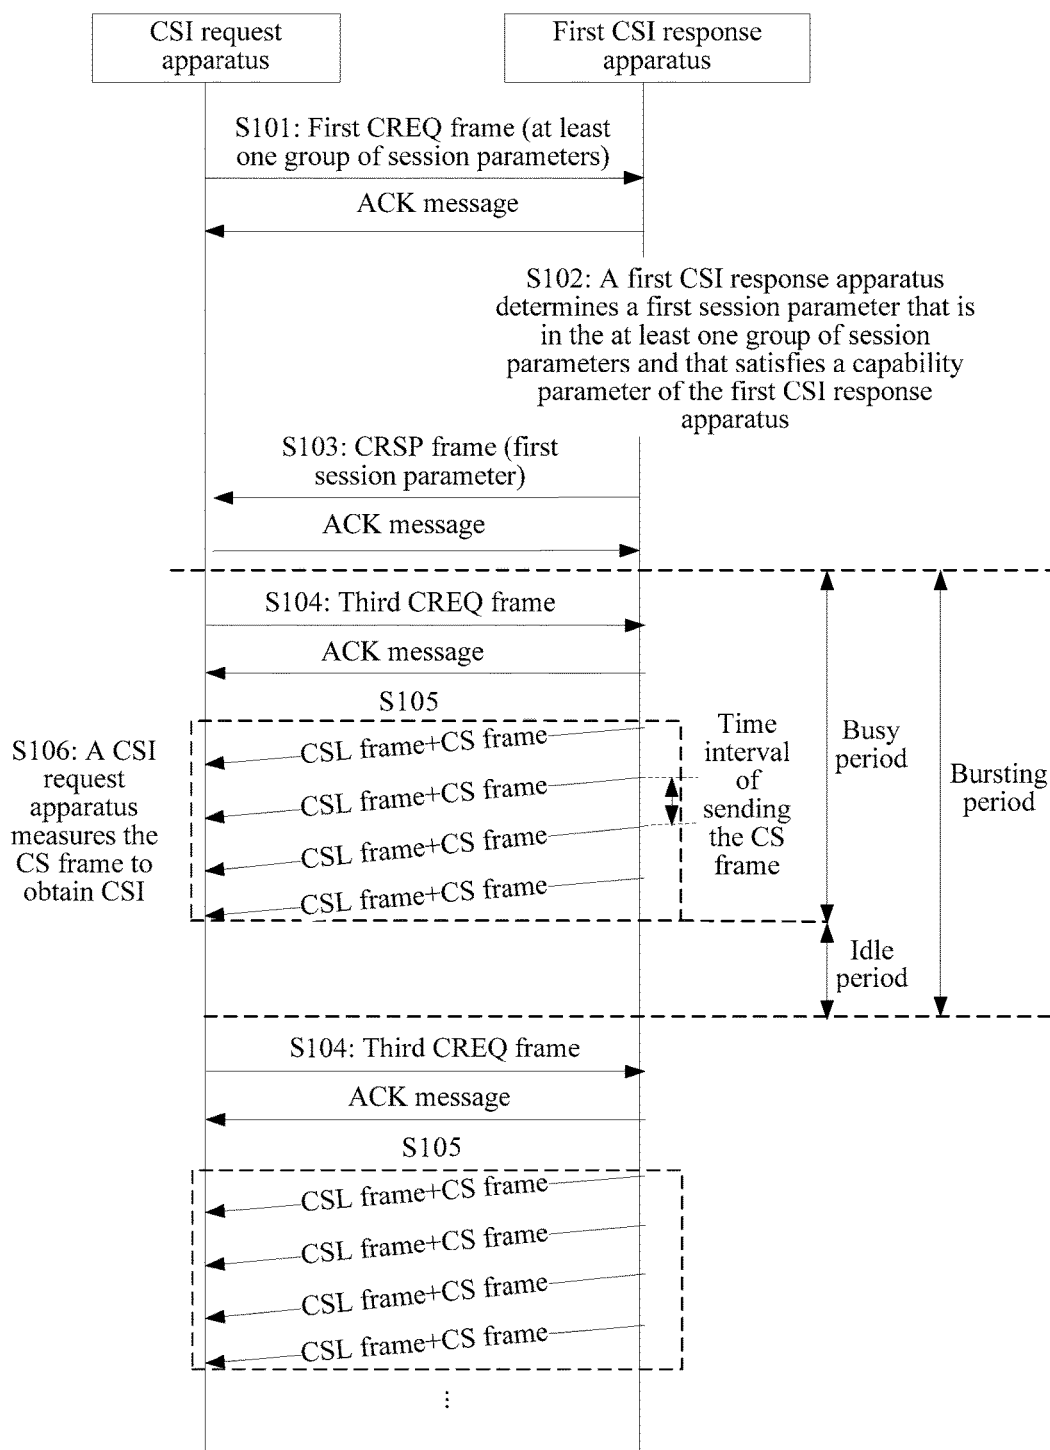 CSI request
apparatus
First CSI response
apparatus
S101: First CREQ frame (at least
one group of session parameters)
ACK message
S102: A first CSI response apparatus
determines a first session parameter that is
in the at least one group of session
parameters and that satisfies a capability
parameter of the first CSI response
apparatus
S103: CRSP frame (first
session parameter)
ACK message
S104: Third CREQ frame
ACK message
S105
CSL frame+CS frame
CSL frame+CS frame
CSL frame+CS frame
CSL frame+CS frame
S106: A CSI
request
apparatus
measures the
CS frame to
obtain CSI
Time
interval
of
sending
the CS
frame
Busy
period
Bursting
period
Idle
period
S104: Third CREQ frame
ACK message
S105
CSL frame+CS frame
CSL frame+CS frame
CSL frame+CS frame
CSL frame+CS frame
⋮